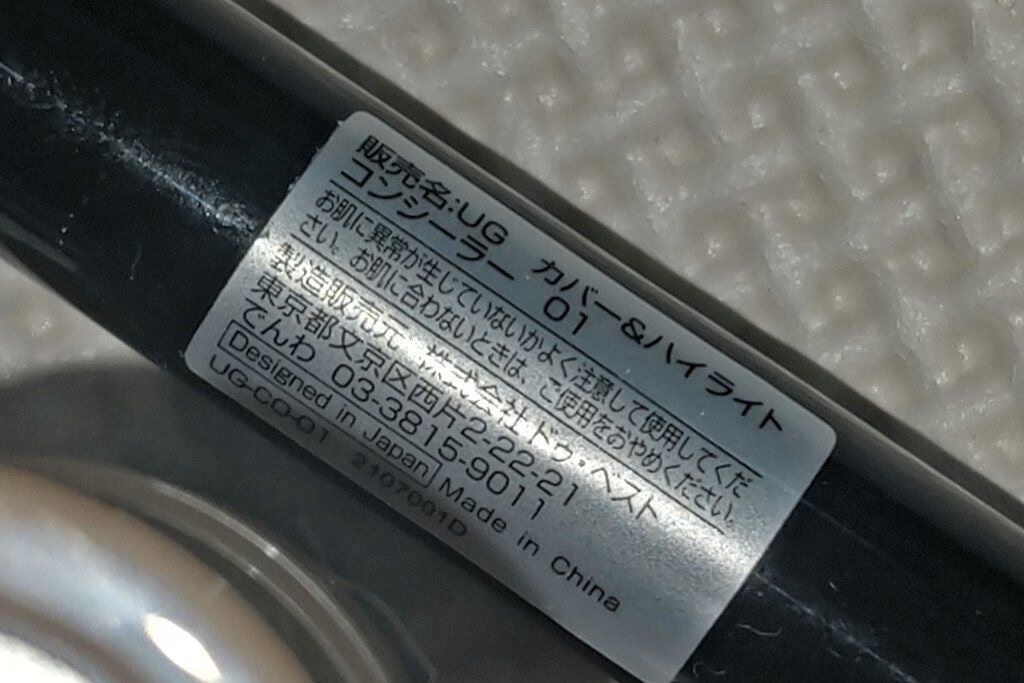 販売名:UG カバー&ハイライト
コンシーラー 01
お肌に異常が生じていないかよく注意して使用してくだ
さい。お肌に合わないときは、ご使用をおやめください。
製造販売元 株式会社 ドゥ・ベスト
東京都文京区西片2-22-21
でんわ 03-3815-9011
Designed in Japan Made in China
UG-CO-01 2107001D